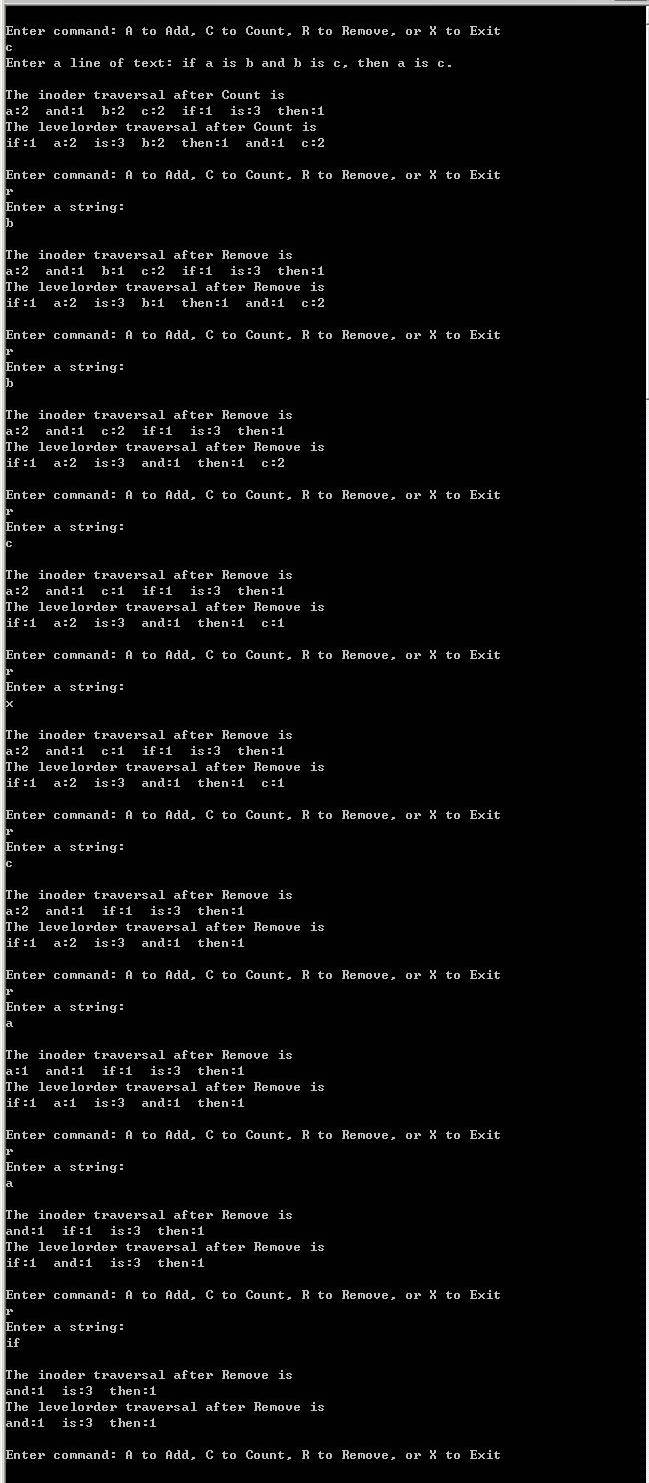 Enter command: A to Add, C to Count, R to Remove, or X to Exit
c
Enter a line of text: if a is b and b is c, then a is c.
The inoder traversal after Count is
a:2 and:1 b:2 c:2 if:1 is:3 then:1
The levelorder traversal after Count is
if:1 a:2 is:3 b:2 then:1 and:1 c:2
Enter command: A to Add, C to Count, R to Remove, or X to Exit
r
Enter a string:
b
The inoder traversal after Remove is
a:2 and:1 b:1 c:2 if:1 is:3 then:1
The levelorder traversal after Remove is
if:1 a:2 is:3 b:1 then:1 and:1 c:2
Enter command: A to Add, C to Count, R to Remove, or X to Exit
r
Enter a string:
b
The inoder traversal after Remove is
a:2 and:1 c:2 if:1 is:3 then:1
The levelorder traversal after Remove is
if:1 a:2 is:3 and:1 then:1 c:2
Enter command: A to Add, C to Count, R to Remove, or X to Exit
r
Enter a string:
c
The inoder traversal after Remove is
a:2 and:1 c:1 if:1 is:3 then:1
The levelorder traversal after Remove is
if:1 a:2 is:3 and:1 then:1 c:1
Enter command: A to Add, C to Count, R to Remove, or X to Exit
r
Enter a string:
x
The inoder traversal after Remove is
a:2 and:1 c:1 if:1 is:3 then:1
The levelorder traversal after Remove is
if:1 a:2 is:3 and:1 then:1 c:1
Enter command: A to Add, C to Count, R to Remove, or X to Exit
r
Enter a string:
c
The inoder traversal after Remove is
a:2 and:1 if:1 is:3 then:1
The levelorder traversal after Remove is
if:1 a:2 is:3 and:1 then:1
Enter command: A to Add, C to Count, R to Remove, or X to Exit
r
Enter a string:
a
The inoder traversal after Remove is
a:1 and:1 if:1 is:3 then:1
The levelorder traversal after Remove is
if:1 a:1 is:3 and:1 then:1
Enter command: A to Add, C to Count, R to Remove, or X to Exit
r
Enter a string:
a
The inoder traversal after Remove is
and:1 if:1 is:3 then:1
The levelorder traversal after Remove is
if:1 and:1 is:3 then:1
Enter command: A to Add, C to Count, R to Remove, or X to Exit
r
Enter a string:
if
The inoder traversal after Remove is
and:1 is:3 then:1
The levelorder traversal after Remove is
and:1 is:3 then:1
Enter command: A to Add, C to Count, R to Remove, or X to Exit